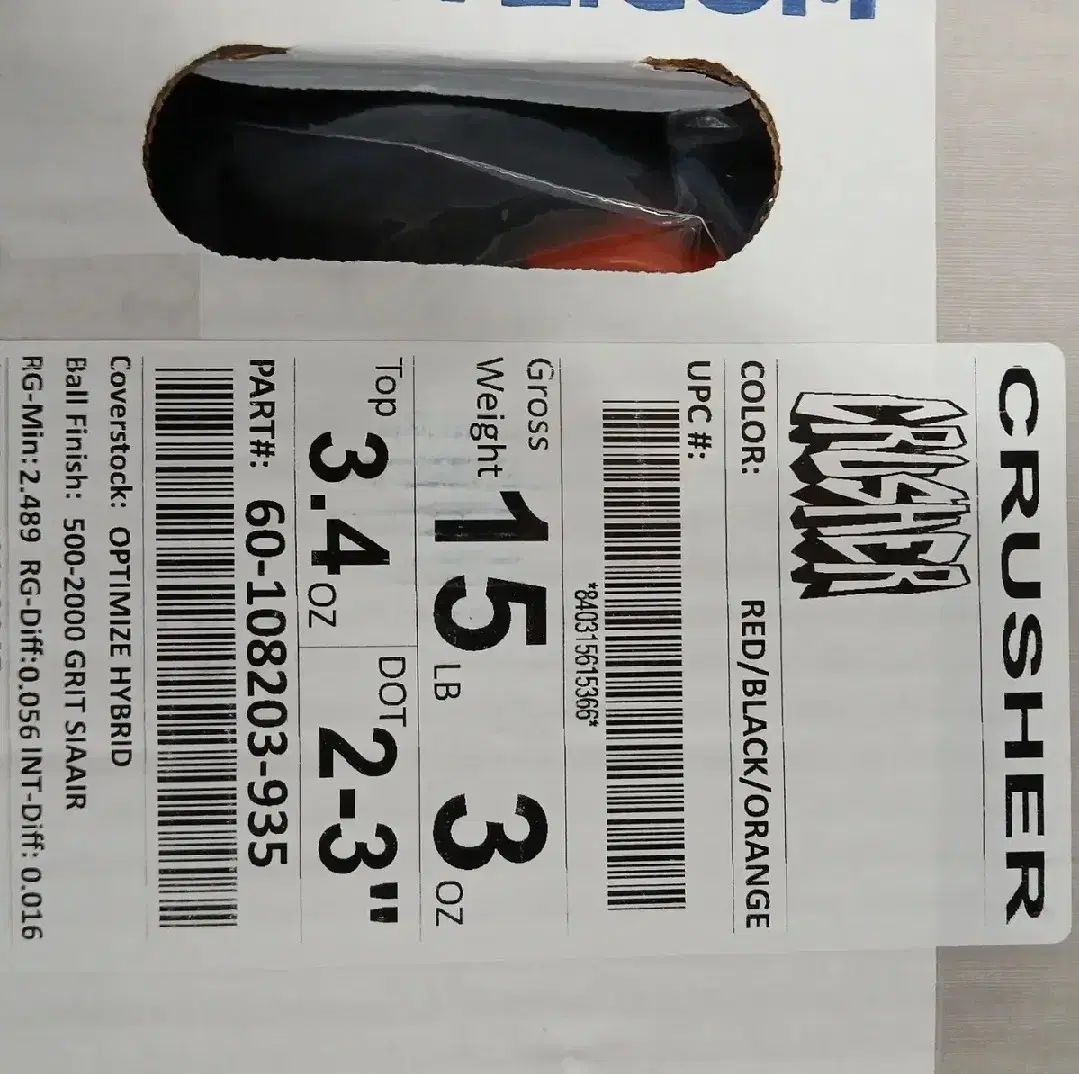 CRUSHER
CRUSHER
COLOR: RED/BLACK/ORANGE
UPC #:
*840315615366*
Gross
Weight 15 LB 3 OZ
Top 3.4 OZ DOT 2-3"
PART#: 60-108203-935
Coverstock: OPTIMIZE HYBRID
Ball Finish: 500-2000 GRIT SIAAIR
RG-Min:2.489 RG-Diff:0.056 INT-Diff: 0.016